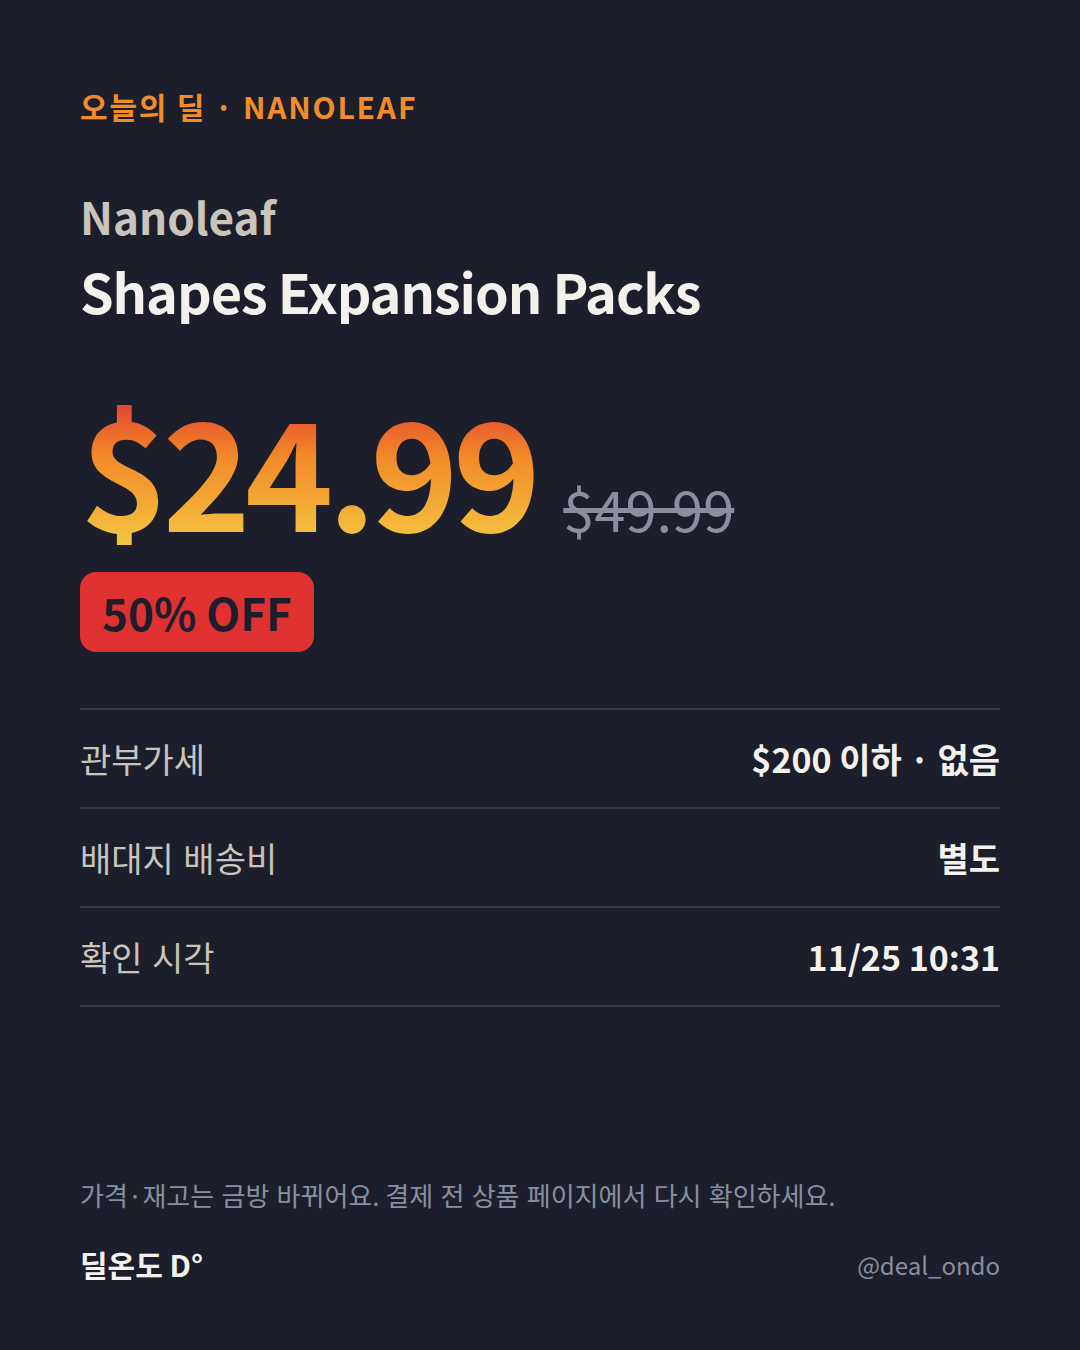 오늘의 딜 · NANOLEAF
Nanoleaf
Shapes Expansion Packs
$24.99 $49.99
50% OFF
관부가세 $200 이하 · 없음
배대지 배송비 별도
확인 시각 11/25 10:31
가격·재고는 금방 바뀌어요. 결제 전 상품 페이지에서 다시 확인하세요.
딜온도 D° @deal_ondo